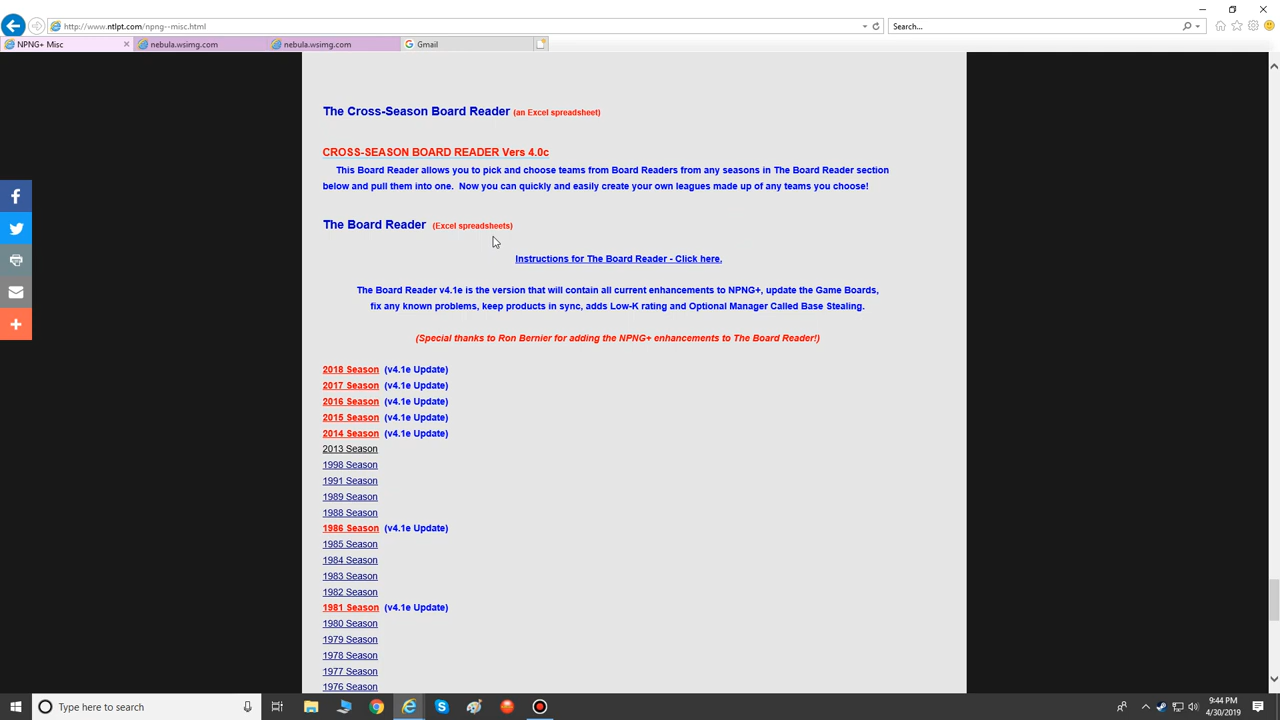 http://www.ntlpt.com/npng--misc.html
Search...
NPNG+ Misc
nebula.wsimg.com
nebula.wsimg.com
Gmail
The Cross-Season Board Reader (an Excel spreadsheet)
CROSS-SEASON BOARD READER Vers 4.0c
This Board Reader allows you to pick and choose teams from Board Readers from any seasons in The Board Reader section
below and pull them into one. Now you can quickly and easily create your own leagues made up of any teams you choose!
The Board Reader (Excel spreadsheets)
Instructions for The Board Reader - Click here.
The Board Reader v4.1e is the version that will contain all current enhancements to NPNG+, update the Game Boards,
fix any known problems, keep products in sync, adds Low-K rating and Optional Manager Called Base Stealing.
(Special thanks to Ron Bernier for adding the NPNG+ enhancements to The Board Reader!)
2018 Season (v4.1e Update)
2017 Season (v4.1e Update)
2016 Season (v4.1e Update)
2015 Season (v4.1e Update)
2014 Season (v4.1e Update)
2013 Season
1998 Season
1991 Season
1989 Season
1988 Season
1986 Season (v4.1e Update)
1985 Season
1984 Season
1983 Season
1982 Season
1981 Season (v4.1e Update)
1980 Season
1979 Season
1978 Season
1977 Season
1976 Season
Type here to search
9:44 PM
4/30/2019